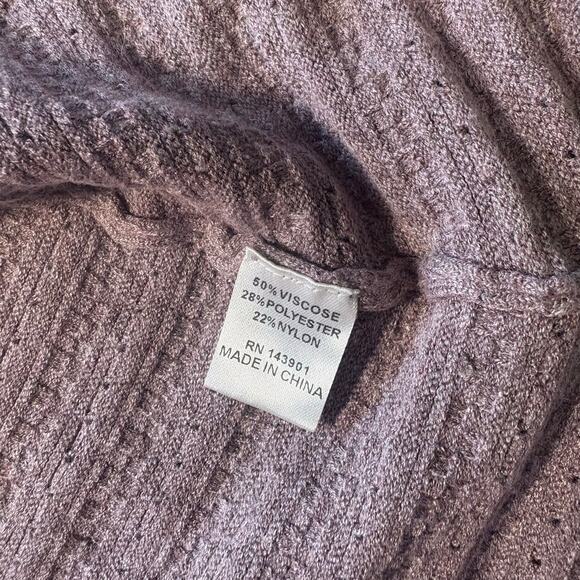 50% VISCOSE
28% POLYESTER
22% NYLON
RN 143901
MADE IN CHINA